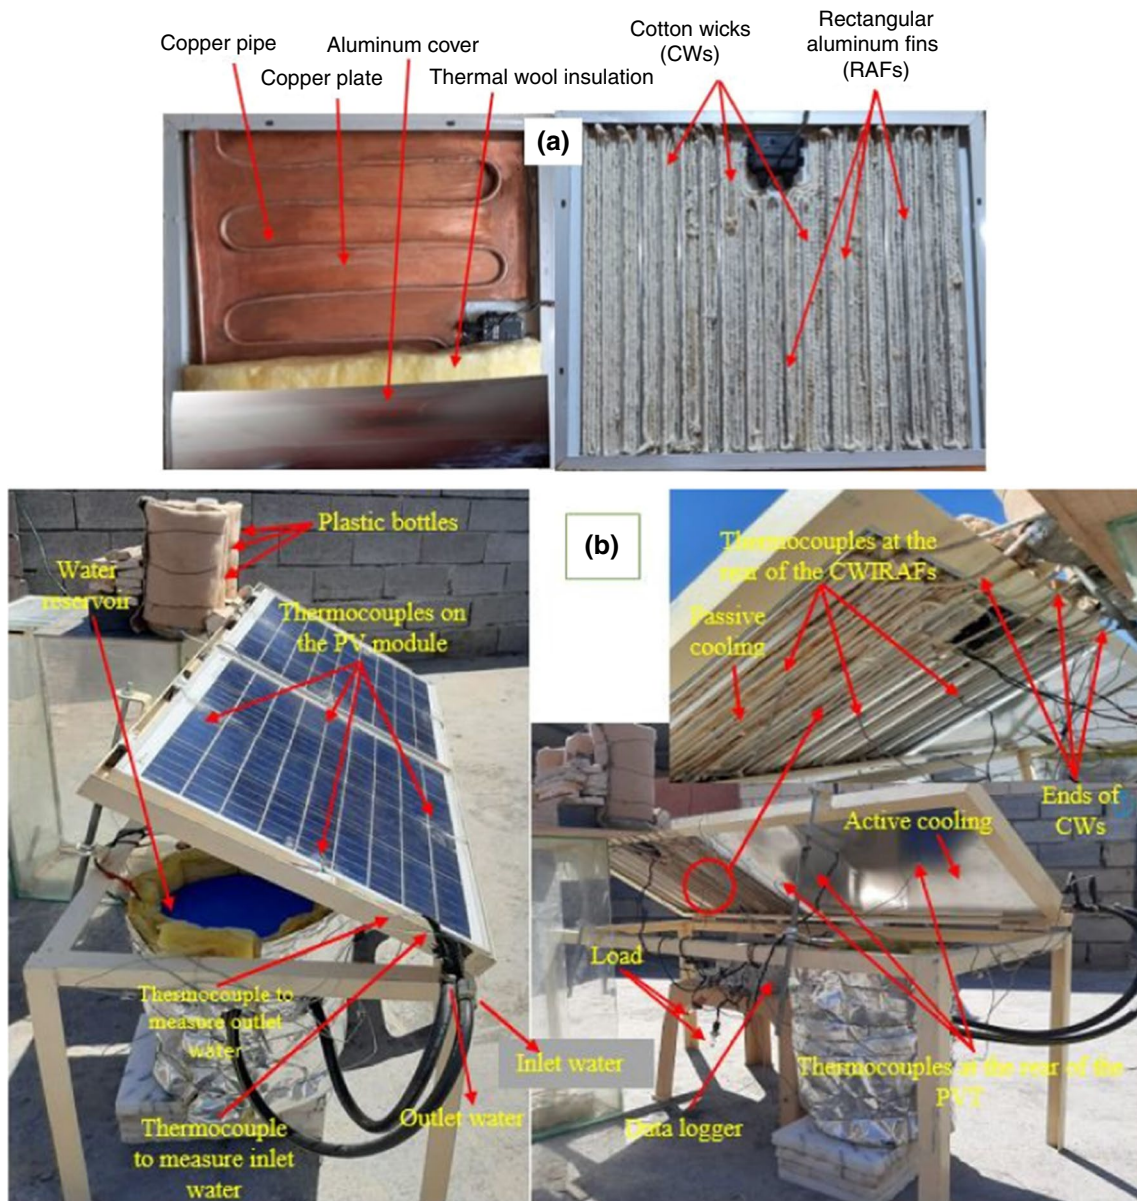 Copper pipe
Aluminum cover
Copper plate
Thermal wool insulation
Cotton wicks
(CWs)
Rectangular
aluminum fins
(RAFs)
(a)
Plastic bottles
Water
reservoir
Thermocouples on
the PV module
Thermocouple to
measure outlet
water
Inlet water
Outlet water
Thermocouple
to measure inlet
water
(b)
Thermocouples at the
rear of the CWIRAFs
Passive
cooling
Ends of
CWs
Active cooling
Load
Thermocouples at the rear of the
PVT
Data logger